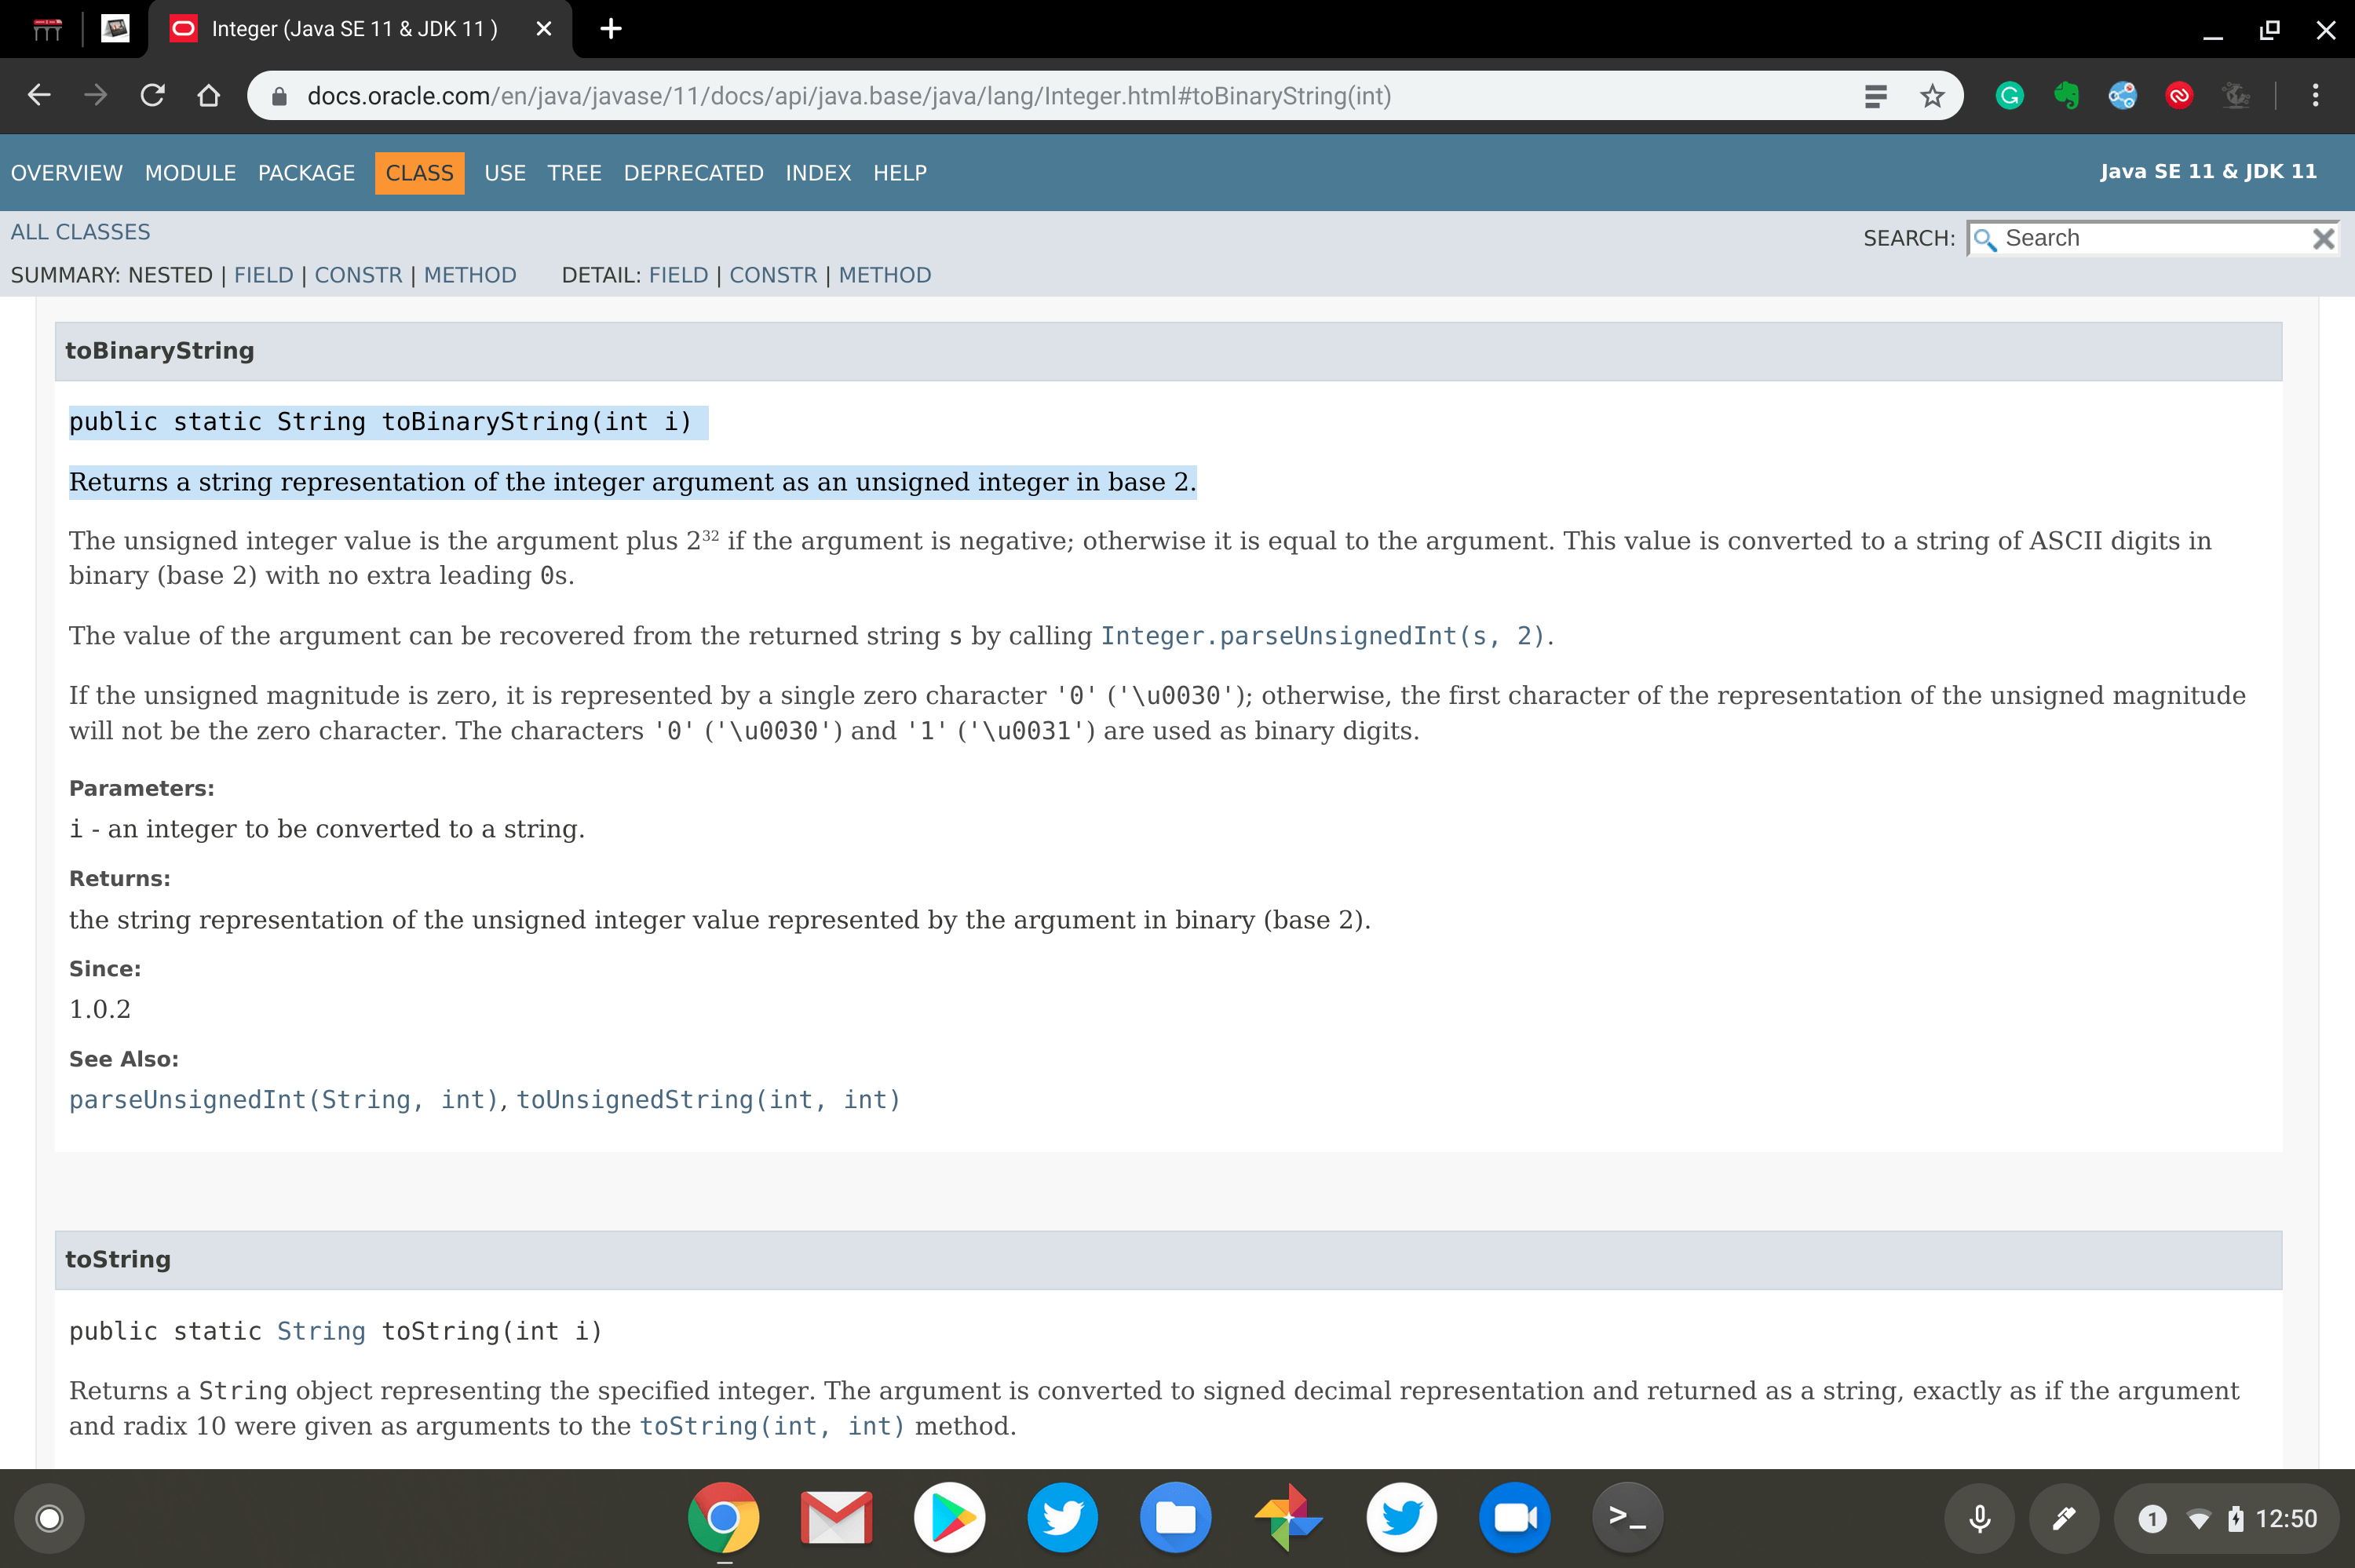 Integer (Java SE 11 & JDK 11 )
docs.oracle.com/en/java/javase/11/docs/api/java.base/java/lang/Integer.html#toBinaryString(int)
OVERVIEW MODULE PACKAGE CLASS USE TREE DEPRECATED INDEX HELP
Java SE 11 & JDK 11
ALL CLASSES
SEARCH: Search
SUMMARY: NESTED | FIELD | CONSTR | METHOD DETAIL: FIELD | CONSTR | METHOD
toBinaryString
public static String toBinaryString(int i)
Returns a string representation of the integer argument as an unsigned integer in base 2.
The unsigned integer value is the argument plus 2³² if the argument is negative; otherwise it is equal to the argument. This value is converted to a string of ASCII digits in
binary (base 2) with no extra leading 0s.
The value of the argument can be recovered from the returned string s by calling Integer.parseUnsignedInt(s, 2).
If the unsigned magnitude is zero, it is represented by a single zero character '0' ('\u0030'); otherwise, the first character of the representation of the unsigned magnitude
will not be the zero character. The characters '0' ('\u0030') and '1' ('\u0031') are used as binary digits.
Parameters:
i - an integer to be converted to a string.
Returns:
the string representation of the unsigned integer value represented by the argument in binary (base 2).
Since:
1.0.2
See Also:
parseUnsignedInt(String, int), toUnsignedString(int, int)
toString
public static String toString(int i)
Returns a String object representing the specified integer. The argument is converted to signed decimal representation and returned as a string, exactly as if the argument
and radix 10 were given as arguments to the toString(int, int) method.
1 12:50